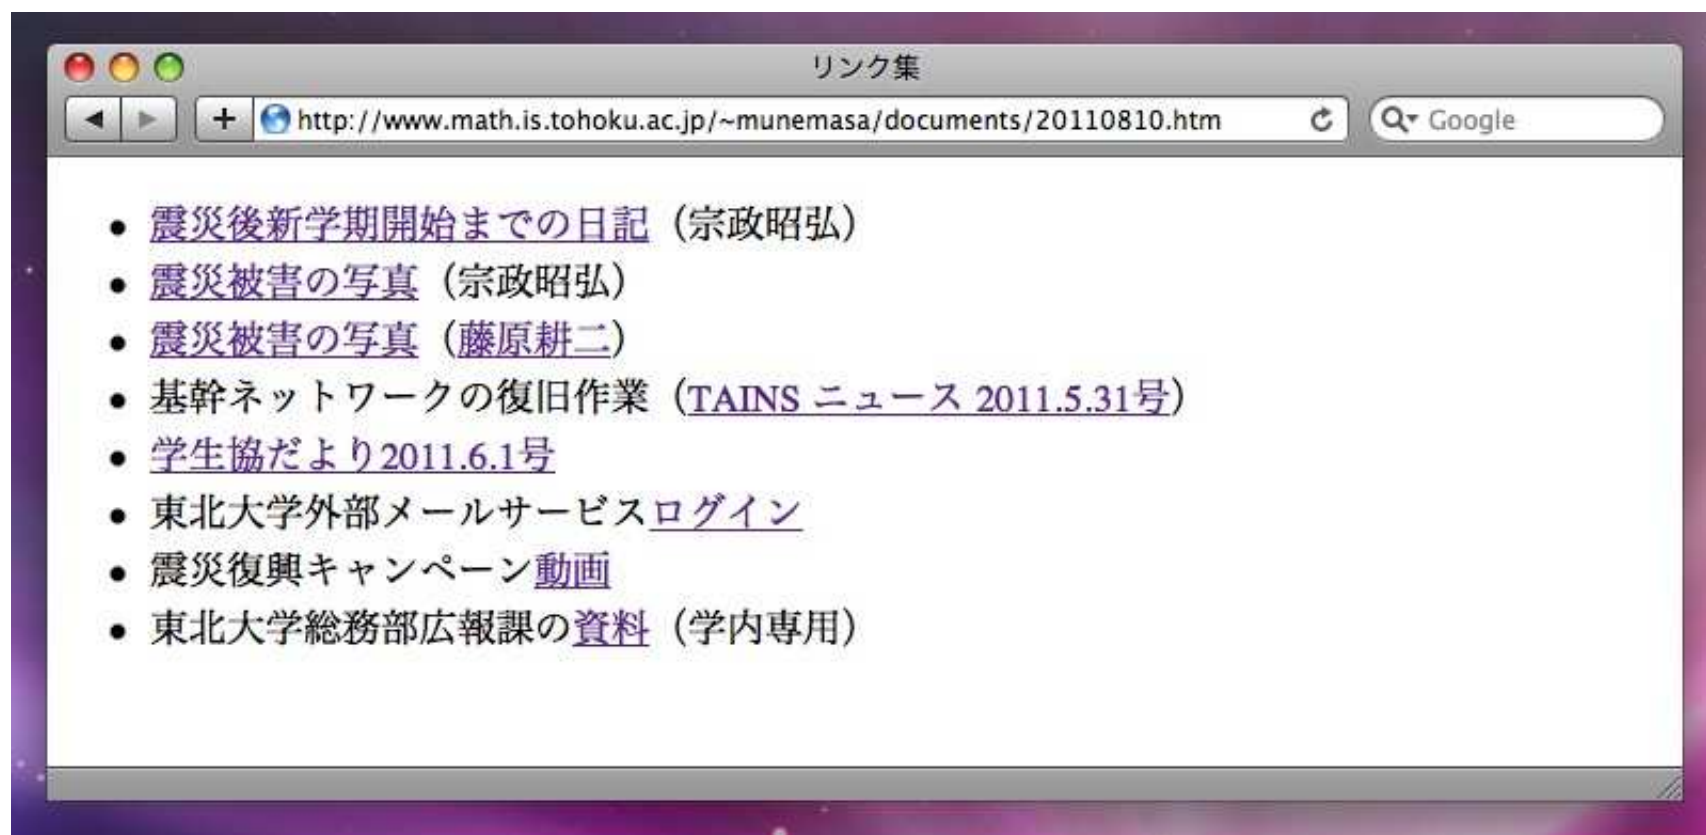 リンク集
http://www.math.is.tohoku.ac.jp/~munemasa/documents/20110810.htm
Google
• 震災後新学期開始までの日記（宗政昭弘）
• 震災被害の写真（宗政昭弘）
• 震災被害の写真（藤原耕二）
• 基幹ネットワークの復旧作業（TAINS ニュース 2011.5.31号）
• 学生協だより2011.6.1号
• 東北大学外部メールサービスログイン
• 震災復興キャンペーン動画
• 東北大学総務部広報課の資料（学内専用）